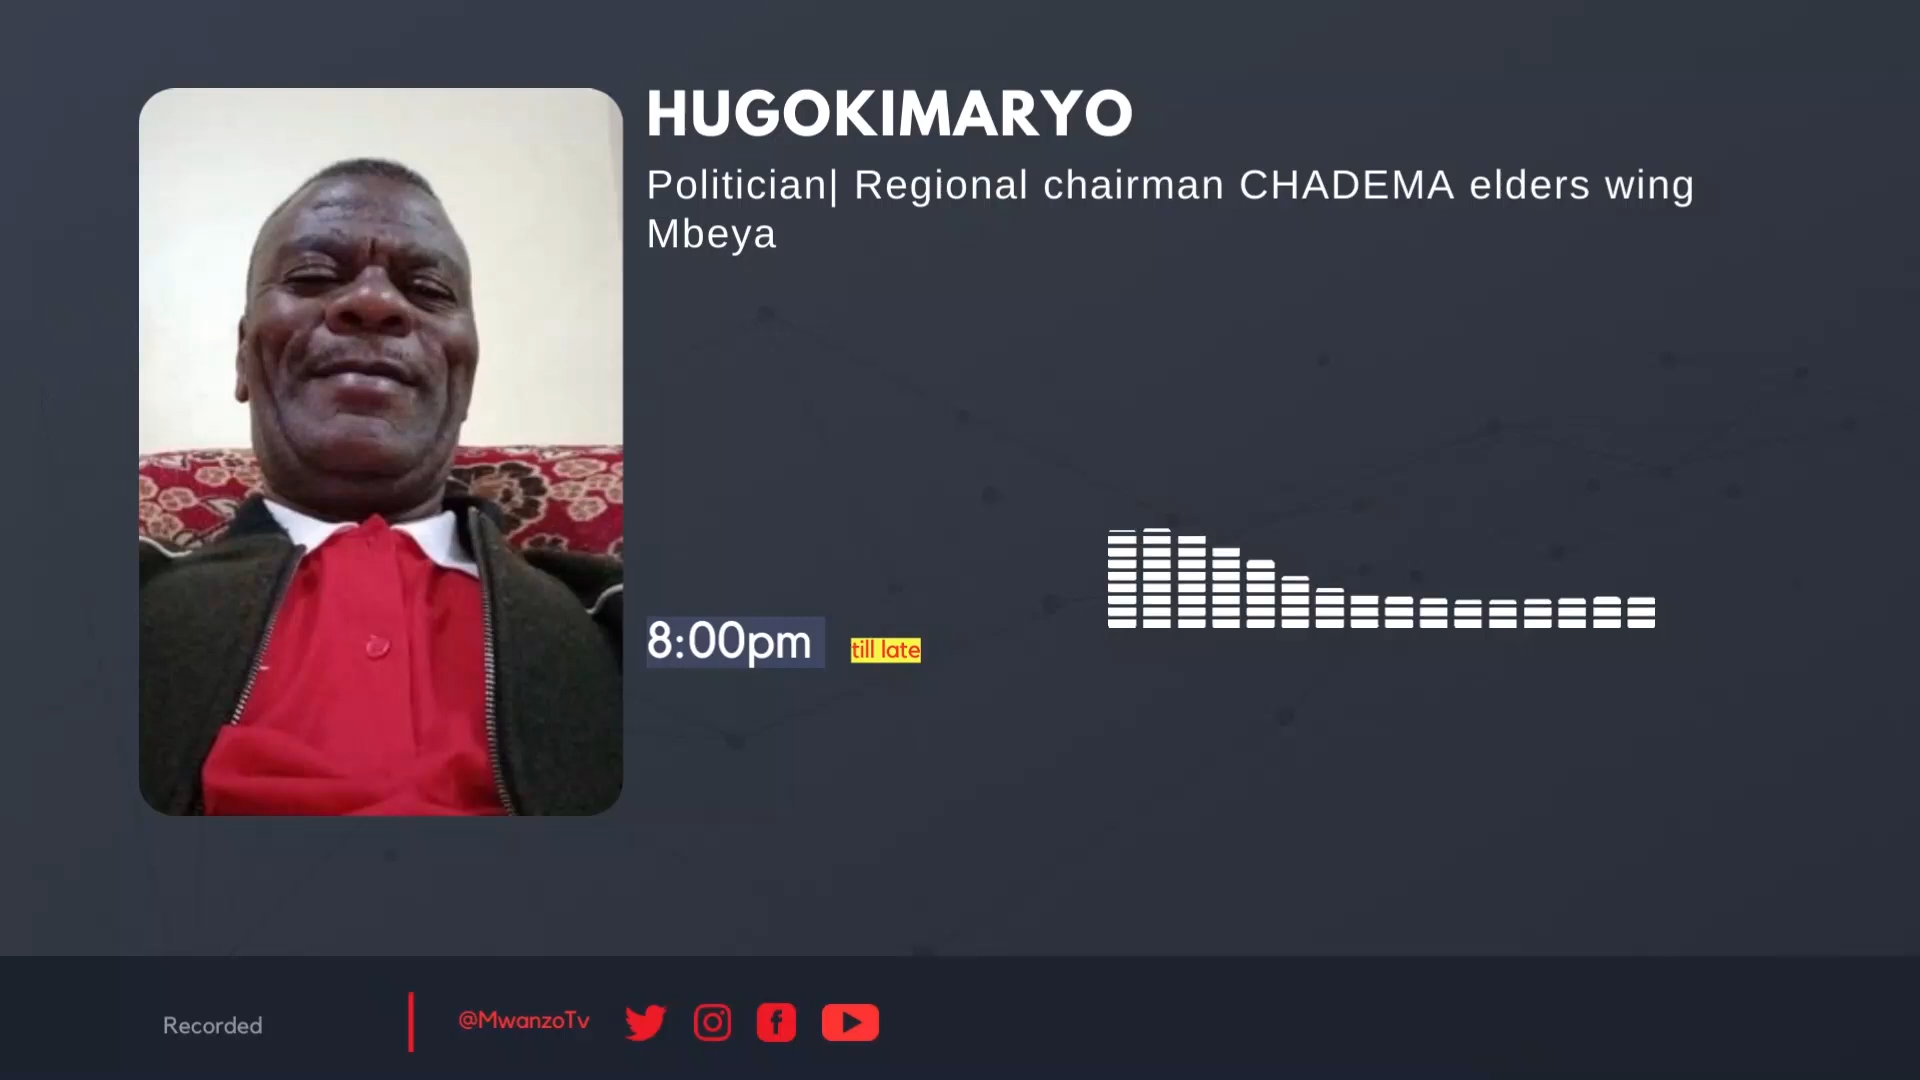 HUGOKIMARYO
Politician| Regional chairman CHADEMA elders wing
Mbeya
8:00pm
till late
Recorded
@MwanzoTv